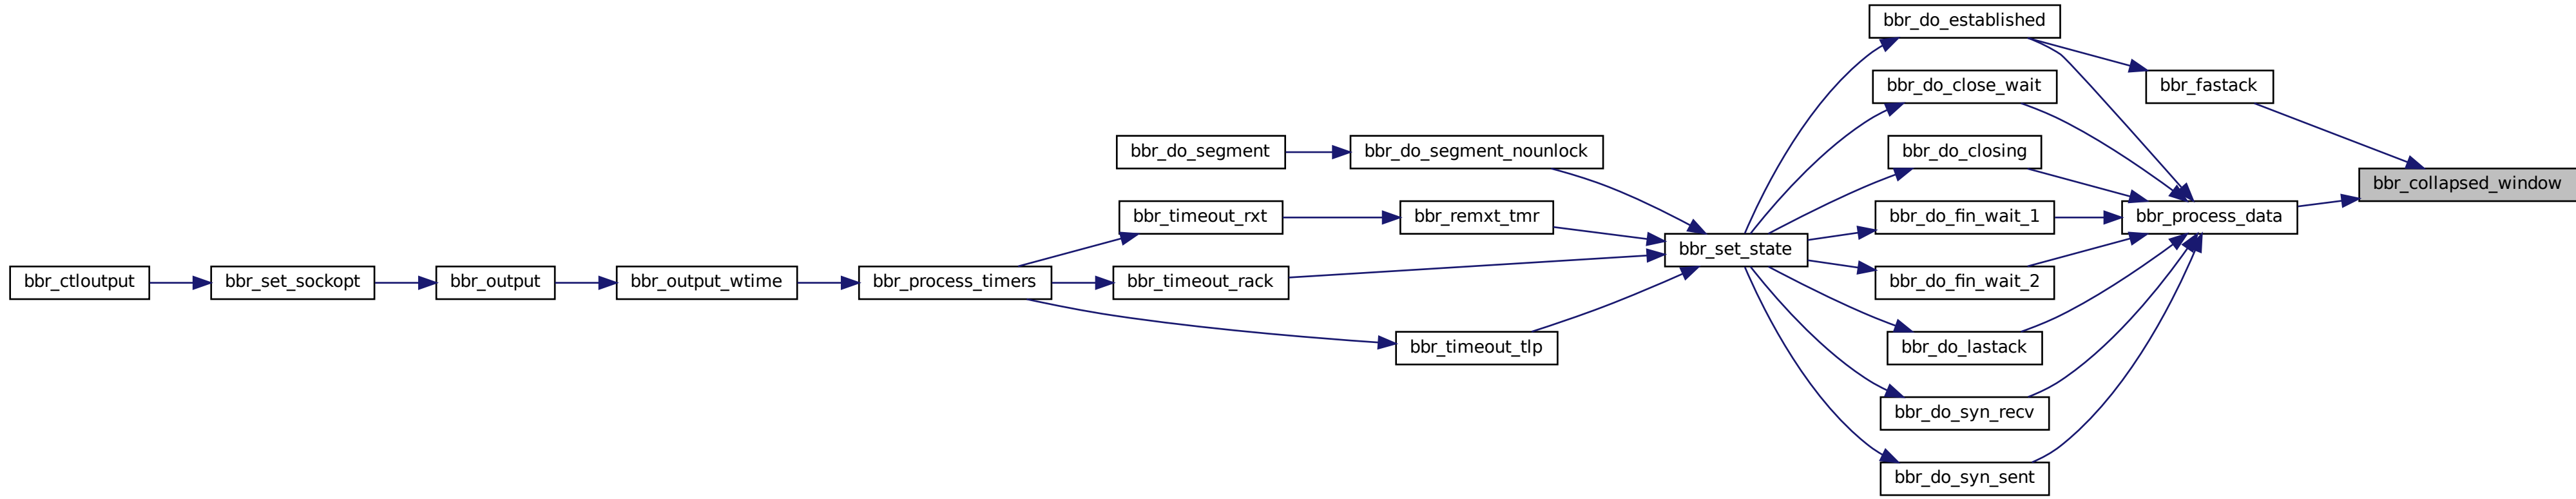 bbr_do_established
bbr_do_close_wait
bbr_fastack
bbr_do_segment
bbr_do_segment_nounlock
bbr_do_closing
bbr_collapsed_window
bbr_timeout_rxt
bbr_remxt_tmr
bbr_do_fin_wait_1
bbr_process_data
bbr_set_state
bbr_ctloutput
bbr_set_sockopt
bbr_output
bbr_output_wtime
bbr_process_timers
bbr_timeout_rack
bbr_do_fin_wait_2
bbr_timeout_tlp
bbr_do_lastack
bbr_do_syn_recv
bbr_do_syn_sent